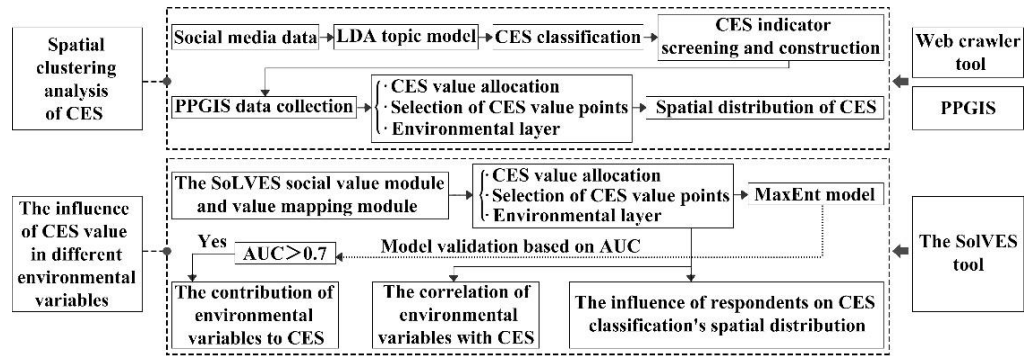 Spatial
clustering
analysis
of CES
Social media data
LDA topic model
CES classification
CES indicator
screening and construction
PPGIS data collection
· CES value allocation
· Selection of CES value points
· Environmental layer
Spatial distribution of CES
Web crawler
tool
PPGIS
The influence
of CES value
in different
environmental
variables
The SoLVES social value module
and value mapping module
· CES value allocation
· Selection of CES value points
· Environmental layer
MaxEnt model
Yes
AUC>0.7
Model validation based on AUC
The contribution of
environmental
variables to CES
The correlation of
environmental
variables with CES
The influence of respondents on CES
classification's spatial distribution
The SolVES
tool